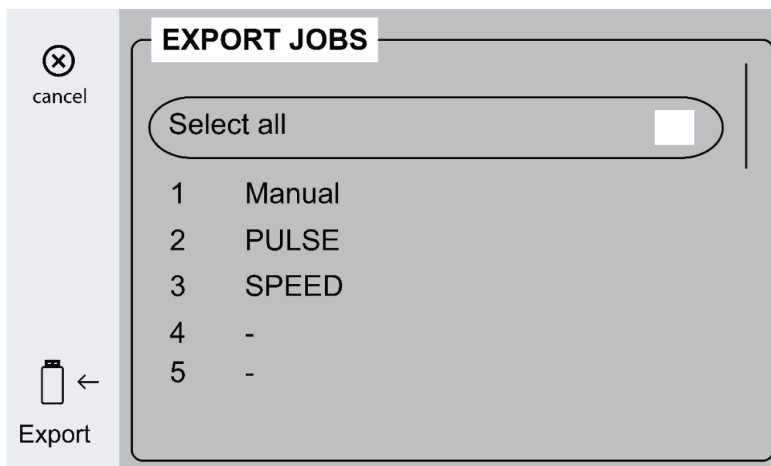 cancel
EXPORT JOBS
Select all
1 Manual
2 PULSE
3 SPEED
4 -
5 -
Export